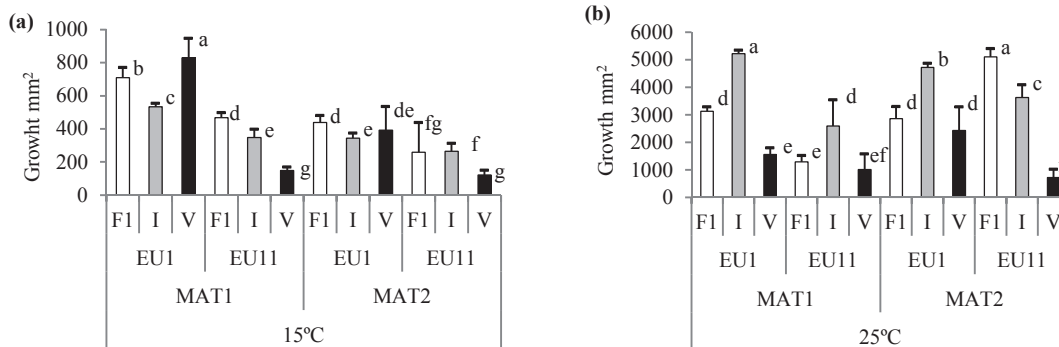 (a)
Growht mm²
1000
800
600
400
200
0
b c a d e g d e de fg f g
F1 I V F1 I V F1 I V F1 I V
EU1 EU11 EU1 EU11
MAT1 MAT2
15ºC
(b)
Growth mm²
6000
5000
4000
3000
2000
1000
0
d a e e d ef d b d a c
F1 I V F1 I V F1 I V F1 I V
EU1 EU11 EU1 EU11
MAT1 MAT2
25ºC